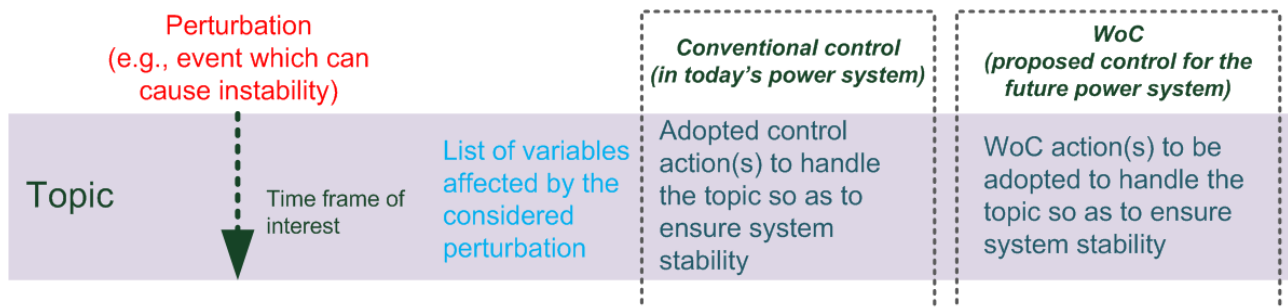 Perturbation
(e.g., event which can
cause instability)
Conventional control
(in today's power system)
WoC
(proposed control for the
future power system)
Topic
Time frame of
interest
List of variables
affected by the
considered
perturbation
Adopted control
action(s) to handle
the topic so as to
ensure system
stability
WoC action(s) to be
adopted to handle the
topic so as to ensure
system stability